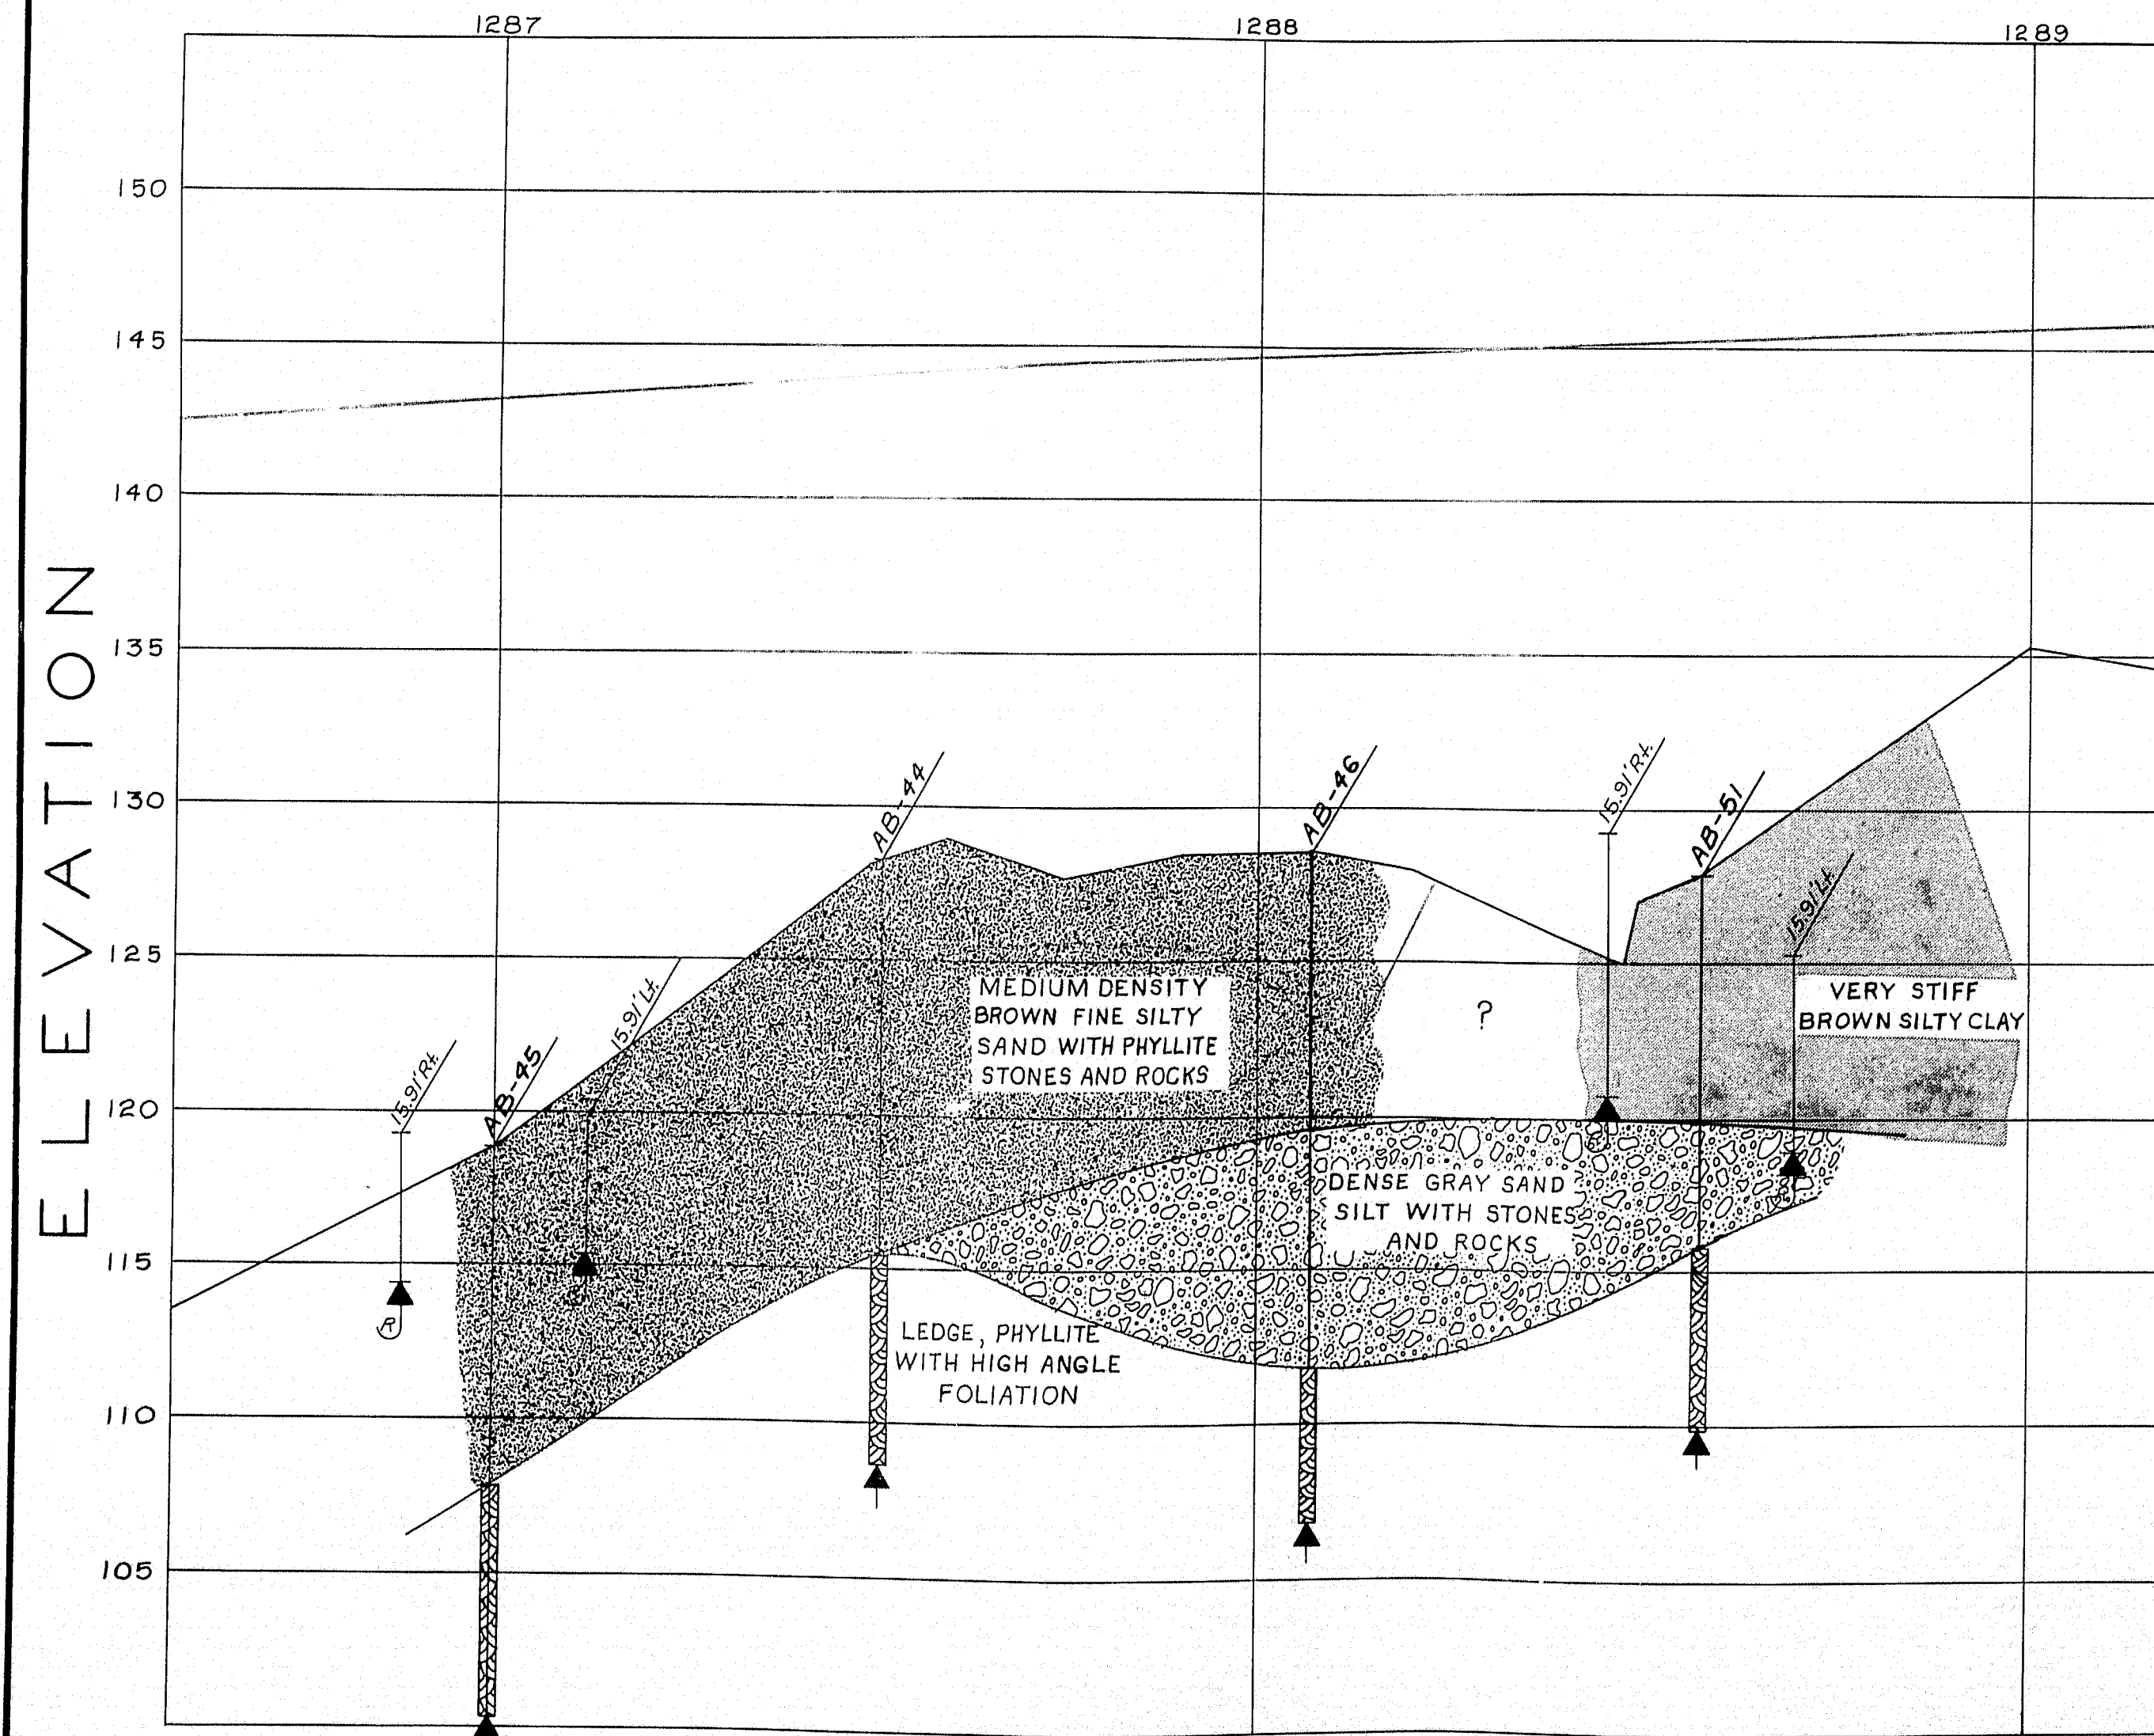 1287
1288
1289
150
145
140
135
130
125
120
115
110
105
ELEVATION
15.91' Rt.
AB-45
15.91' Lt.
AB-44
AB-46
15.91' Rt.
AB-51
15.91' Lt.
MEDIUM DENSITY
BROWN FINE SILTY
SAND WITH PHYLLITE
STONES AND ROCKS
?
VERY STIFF
BROWN SILTY CLAY
DENSE GRAY SAND
SILT WITH STONES
AND ROCKS
LEDGE, PHYLLITE
WITH HIGH ANGLE
FOLIATION
R